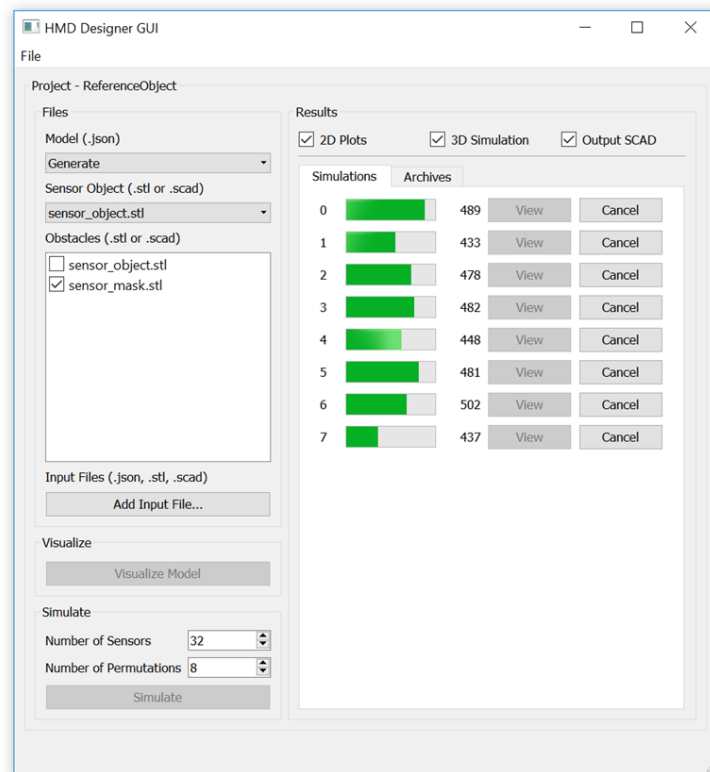 HMD Designer GUI
File
Project - ReferenceObject
Files
Model (.json)
Generate
Sensor Object (.stl or .scad)
sensor_object.stl
Obstacles (.stl or .scad)
sensor_object.stl
sensor_mask.stl
Input Files (.json, .stl, .scad)
Add Input File...
Visualize
Visualize Model
Simulate
Number of Sensors 32
Number of Permutations 8
Simulate
Results
2D Plots 3D Simulation Output SCAD
Simulations Archives
0 489 View Cancel
1 433 View Cancel
2 478 View Cancel
3 482 View Cancel
4 448 View Cancel
5 481 View Cancel
6 502 View Cancel
7 437 View Cancel